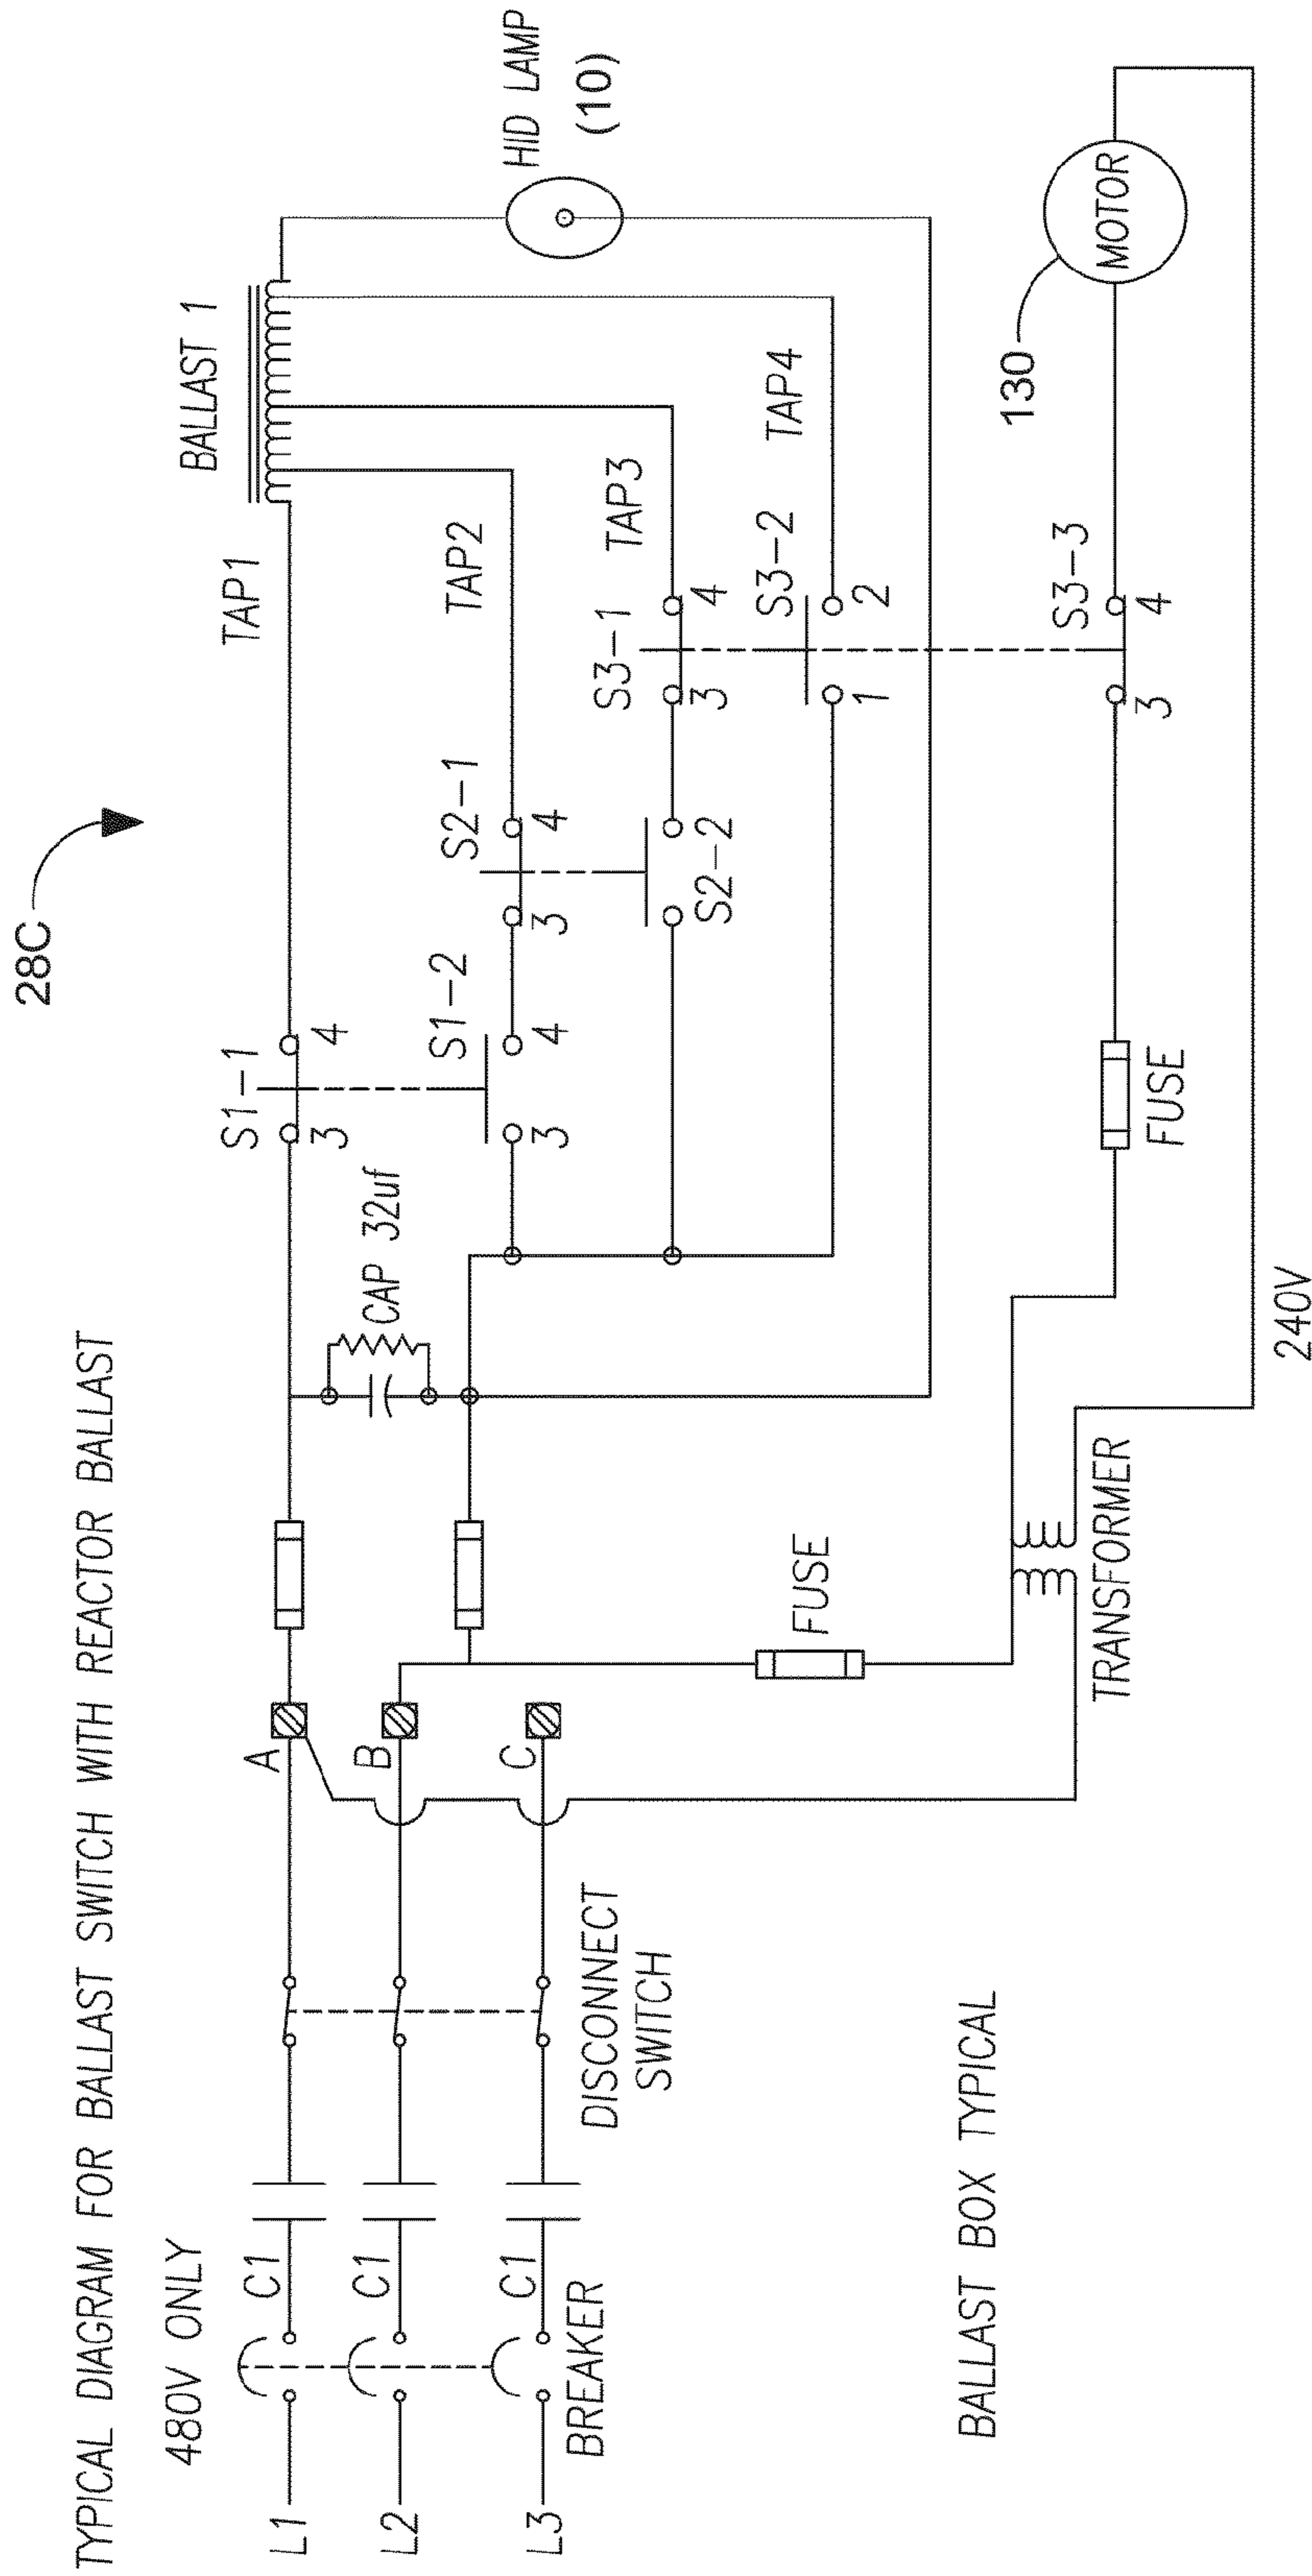 28C
TYPICAL DIAGRAM FOR BALLAST SWITCH WITH REACTOR BALLAST
480V ONLY
L1
C1
A
S1-1
3
4
TAP1
BALLAST 1
L2
C1
B
CAP 32uf
S1-2
3
4
S2-1
3
4
TAP2
HID LAMP
(10)
L3
C1
C
BREAKER
DISCONNECT
SWITCH
S2-2
S3-1
3
4
TAP3
S3-2
1
2
TAP4
FUSE
BALLAST BOX TYPICAL
TRANSFORMER
FUSE
S3-3
3
4
130
MOTOR
240V